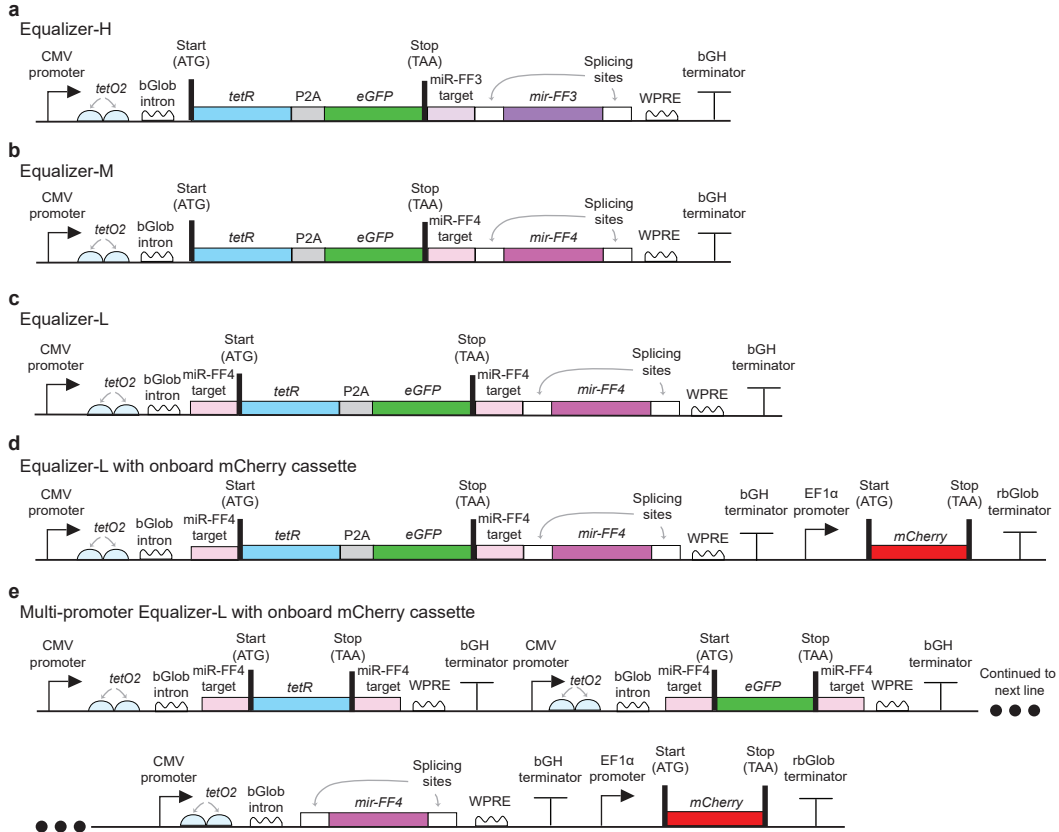 a
Equalizer-H
CMV
promoter
tetO2
bGlob
intron
Start
(ATG)
tetR
P2A
eGFP
Stop
(TAA)
miR-FF3
target
Splicing
sites
mir-FF3
WPRE
bGH
terminator
b
Equalizer-M
CMV
promoter
tetO2
bGlob
intron
Start
(ATG)
tetR
P2A
eGFP
Stop
(TAA)
miR-FF4
target
Splicing
sites
mir-FF4
WPRE
bGH
terminator
c
Equalizer-L
CMV
promoter
tetO2
bGlob
intron
miR-FF4
target
Start
(ATG)
tetR
P2A
eGFP
Stop
(TAA)
miR-FF4
target
Splicing
sites
mir-FF4
WPRE
bGH
terminator
d
Equalizer-L with onboard mCherry cassette
CMV
promoter
tetO2
bGlob
intron
miR-FF4
target
Start
(ATG)
tetR
P2A
eGFP
Stop
(TAA)
miR-FF4
target
Splicing
sites
mir-FF4
WPRE
bGH
terminator
EF1α
promoter
Start
(ATG)
mCherry
Stop
(TAA)
rbGlob
terminator
e
Multi-promoter Equalizer-L with onboard mCherry cassette
CMV
promoter
tetO2
bGlob
intron
miR-FF4
target
Start
(ATG)
tetR
Stop
(TAA)
miR-FF4
target
WPRE
bGH
terminator
CMV
promoter
tetO2
bGlob
intron
miR-FF4
target
Start
(ATG)
eGFP
Stop
(TAA)
miR-FF4
target
WPRE
bGH
terminator
Continued to
next line
CMV
promoter
tetO2
bGlob
intron
Splicing
sites
mir-FF4
WPRE
bGH
terminator
EF1α
promoter
Start
(ATG)
mCherry
Stop
(TAA)
rbGlob
terminator